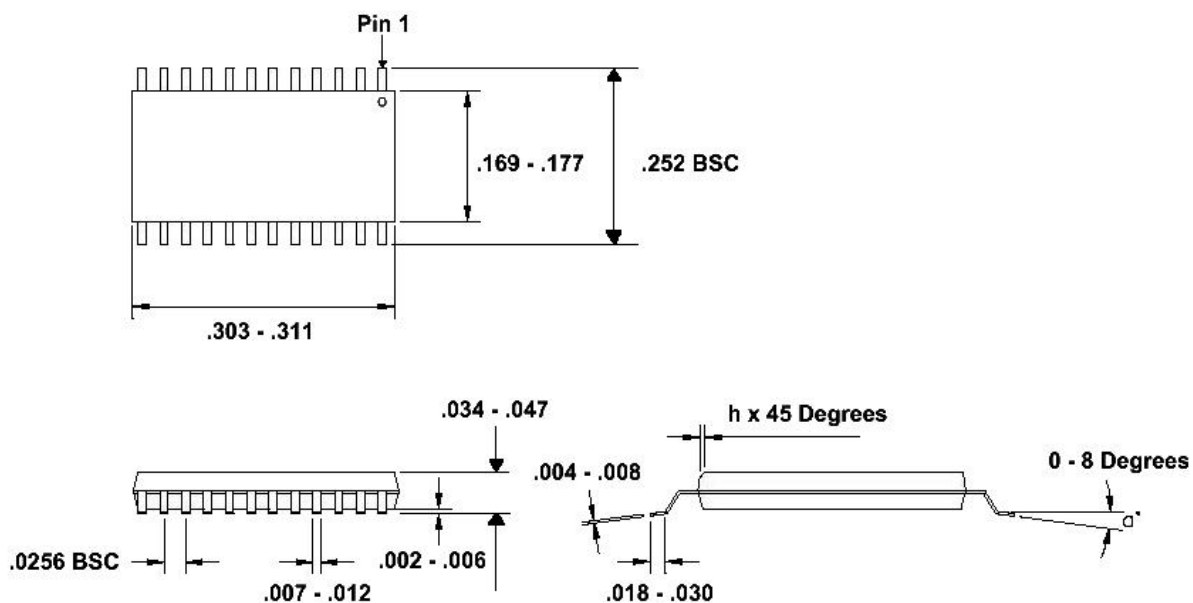 Pin 1
.169 - .177
.252 BSC
.303 - .311
.034 - .047
h x 45 Degrees
.004 - .008
0 - 8 Degrees
a°
.0256 BSC
.002 - .006
.007 - .012
.018 - .030